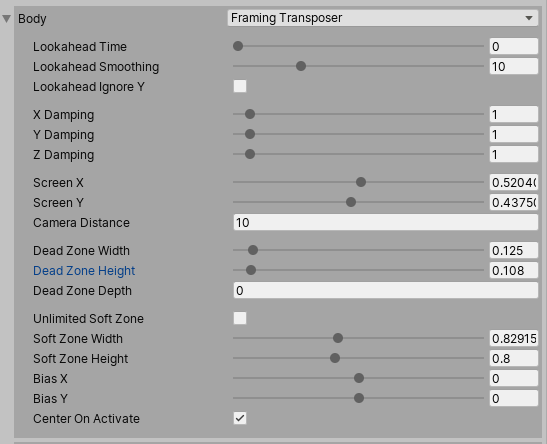 Body Framing Transposer
Lookahead Time 0
Lookahead Smoothing 10
Lookahead Ignore Y
X Damping 1
Y Damping 1
Z Damping 1
Screen X 0.5204
Screen Y 0.4375
Camera Distance 10
Dead Zone Width 0.125
Dead Zone Height 0.108
Dead Zone Depth 0
Unlimited Soft Zone
Soft Zone Width 0.82915
Soft Zone Height 0.8
Bias X 0
Bias Y 0
Center On Activate